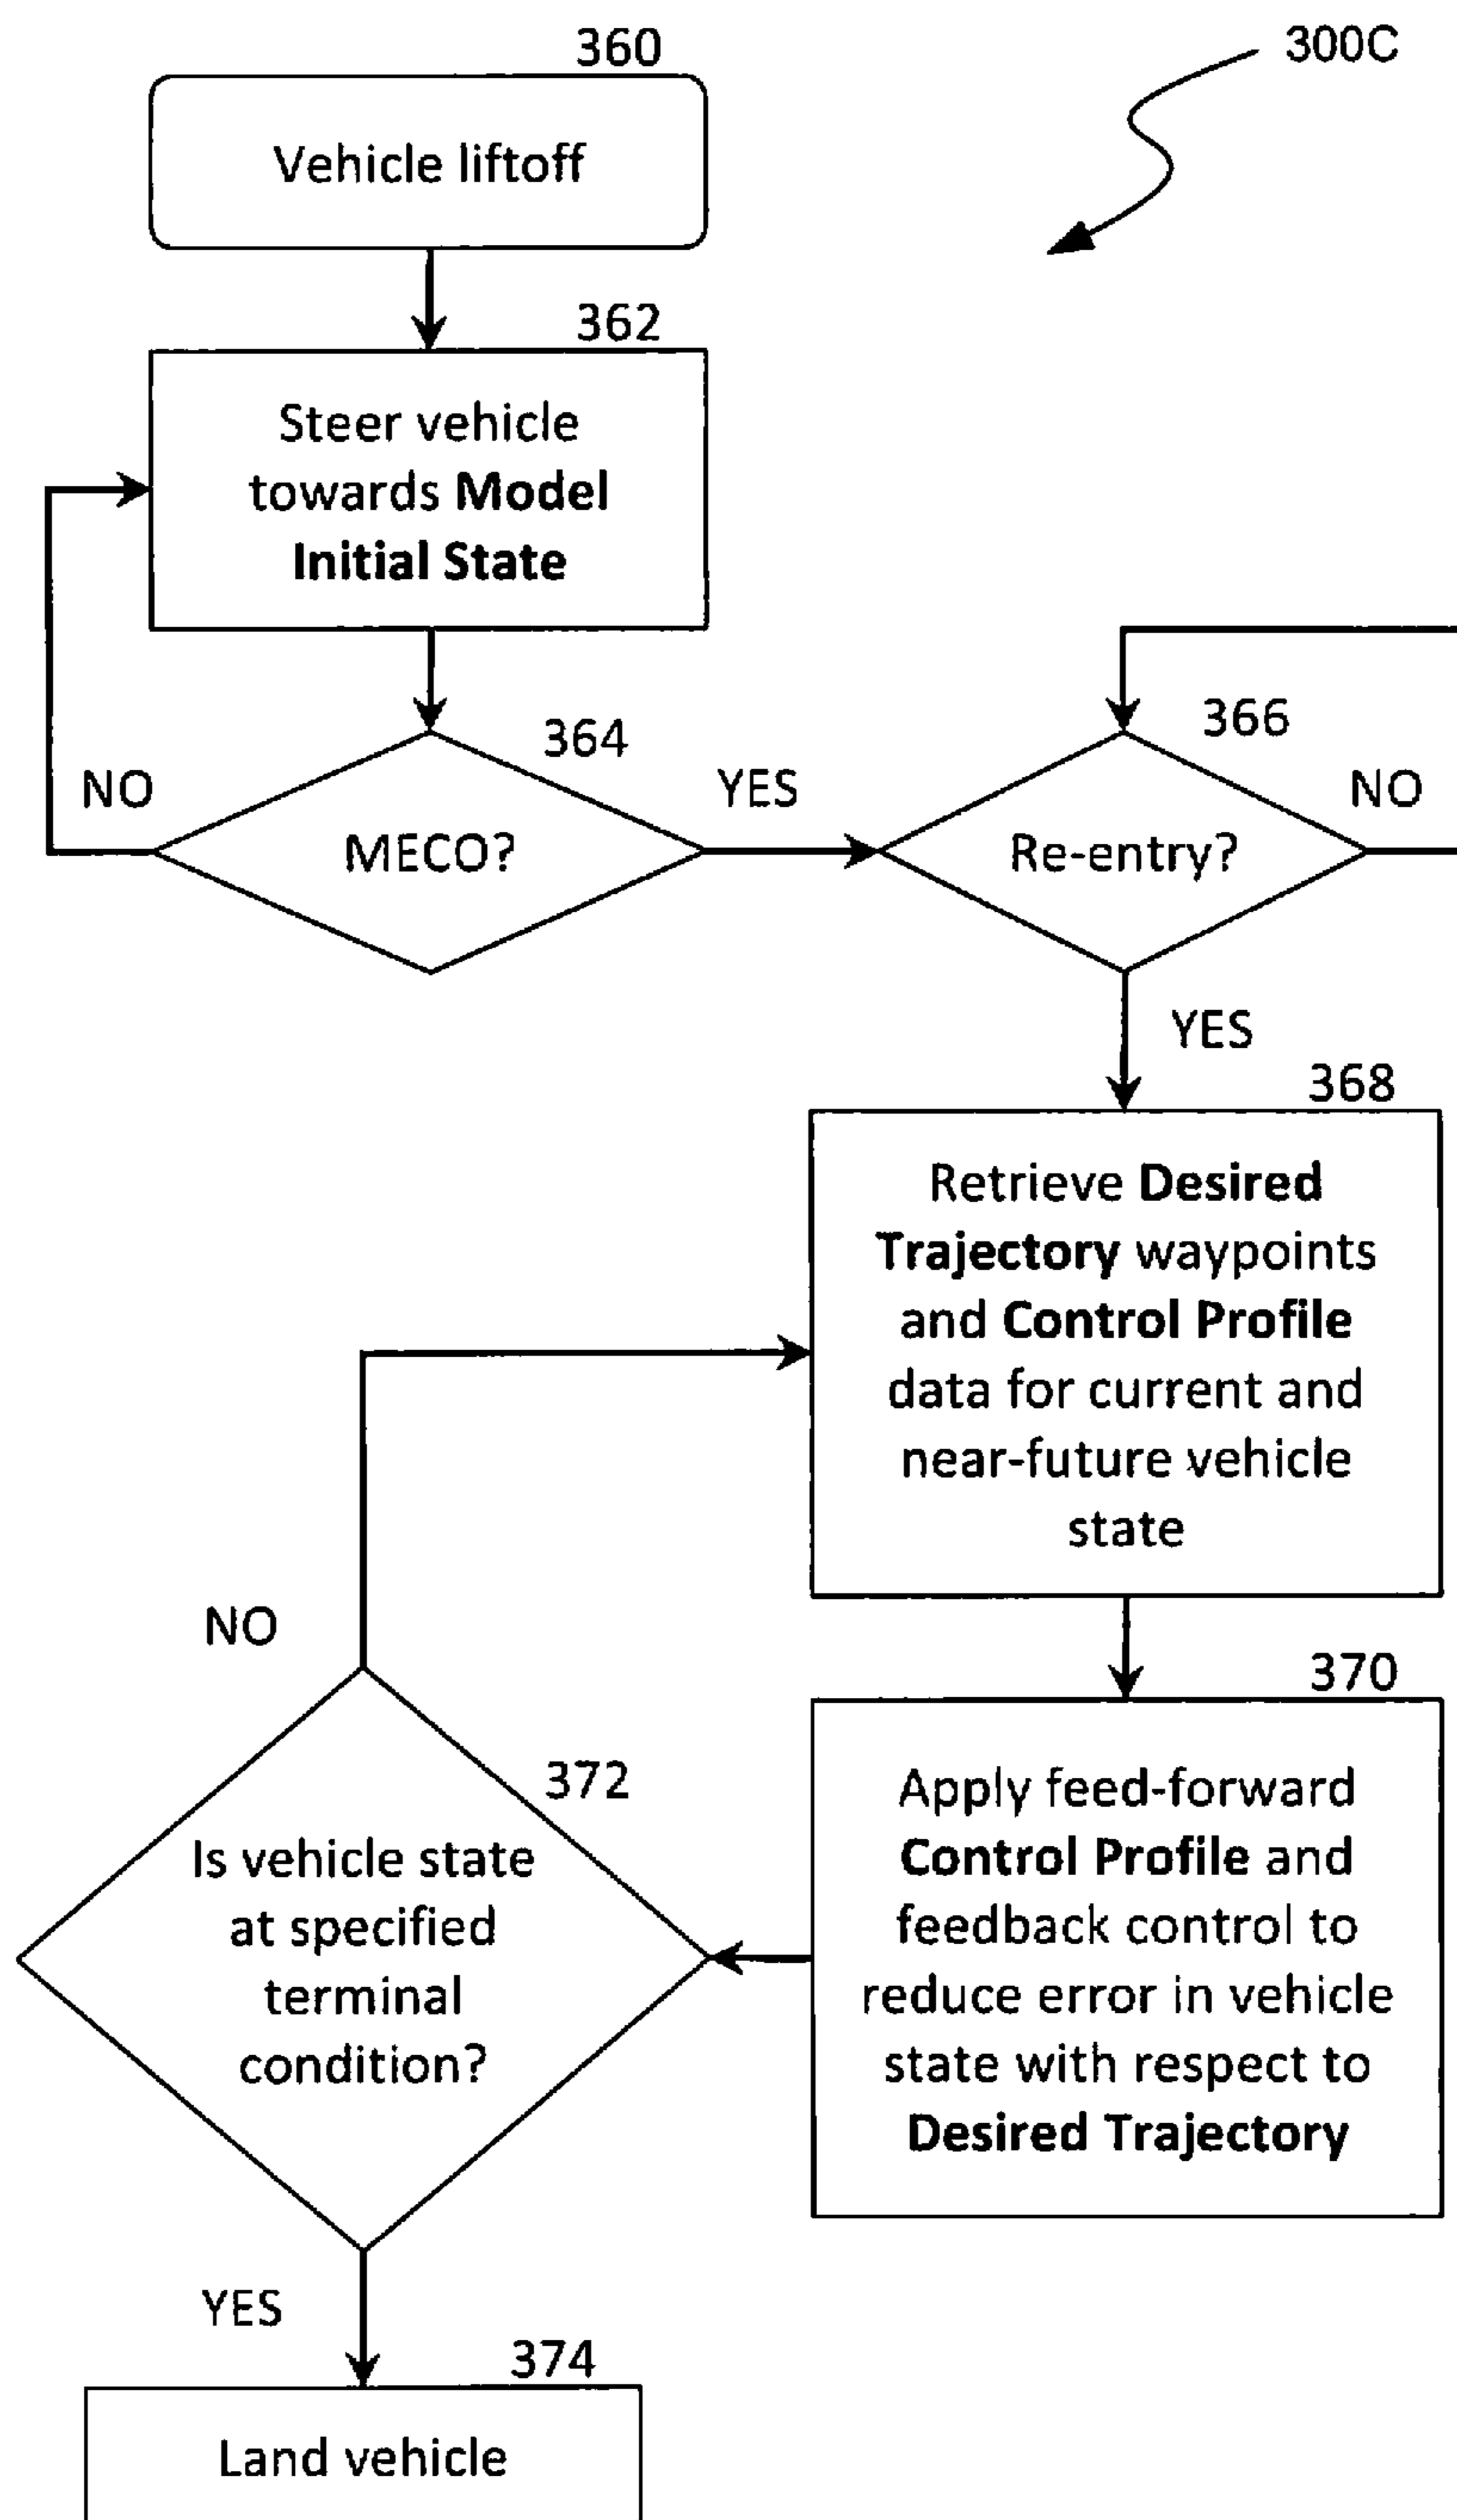 360
300C
Vehicle liftoff
362
Steer vehicle
towards Model
Initial State
364
NO
YES
MECO?
366
NO
Re-entry?
YES
368
Retrieve Desired
Trajectory waypoints
and Control Profile
data for current and
near-future vehicle
state
NO
370
372
Apply feed-forward
Control Profile and
feedback control to
reduce error in vehicle
state with respect to
Desired Trajectory
Is vehicle state
at specified
terminal
condition?
YES
374
Land vehicle